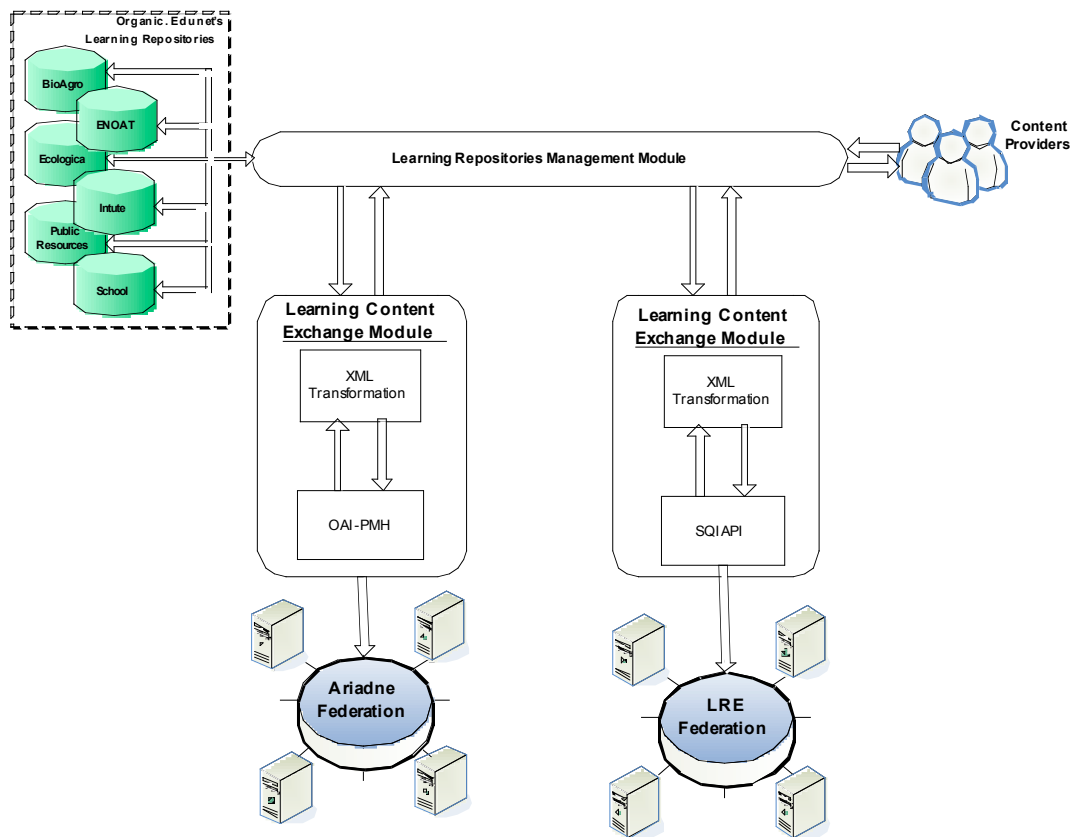 Organic.Edunet's
Learning Repositories
BioAgro
ENOAT
Ecologica
Intute
Public
Resources
School
Learning Repositories Management Module
Content
Providers
Learning Content
Exchange Module
XML
Transformation
OAI-PMH
Learning Content
Exchange Module
XML
Transformation
SQI API
Ariadne
Federation
LRE
Federation